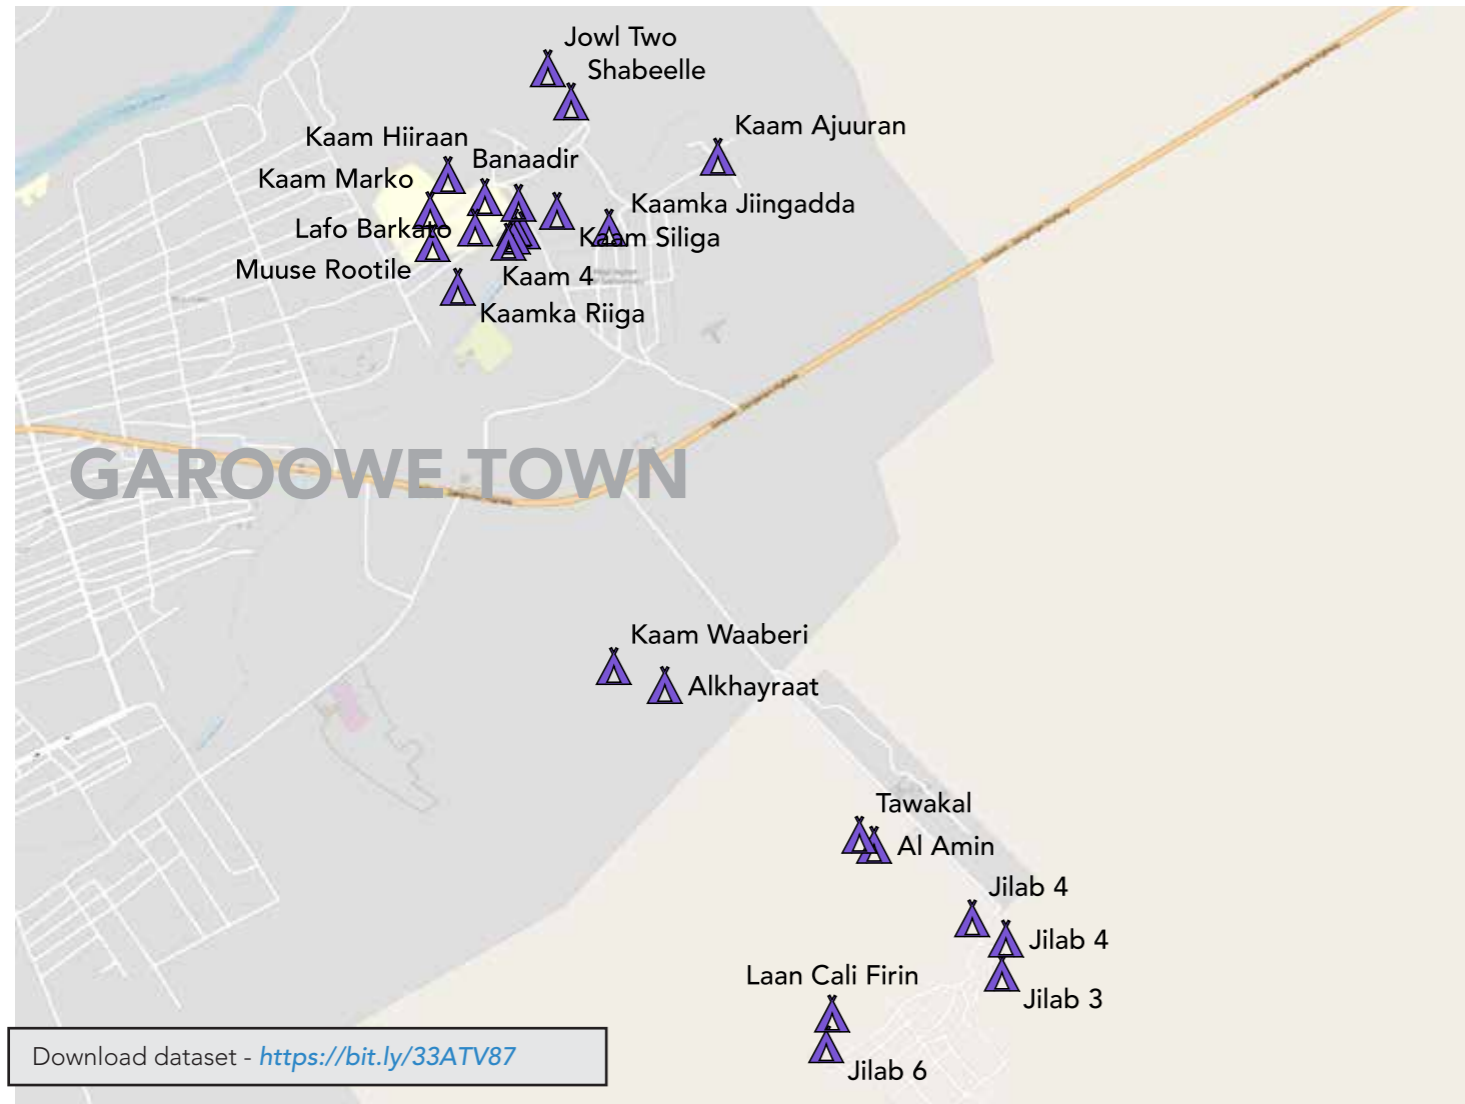 Jowl Two
Shabeelle
Kaam Ajuuran
Kaam Hiiraan
Banaadir
Kaam Marko
Kaamka Jiingadda
Lafo Barkato
Kaam Siliga
Muuse Rootile
Kaam 4
Kaamka Riiga
GAROOWE TOWN
Kaam Waaberi
Alkhayraat
Tawakal
Al Amin
Jilab 4
Jilab 4
Laan Cali Firin
Jilab 3
Jilab 6
Download dataset - https://bit.ly/33ATV87